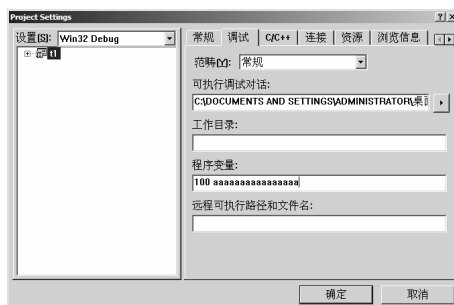 Project Settings
设置[S]: Win32 Debug
t1
常规 调试 C/C++ 连接 资源 浏览信息
范畴[Y]: 常规
可执行调试对话:
C:\DOCUMENTS AND SETTINGS\ADMINISTRATOR\桌面
工作目录:
程序变量:
100 aaaaaaaaaaaaaaaa
远程可执行路径和文件名:
确定 取消